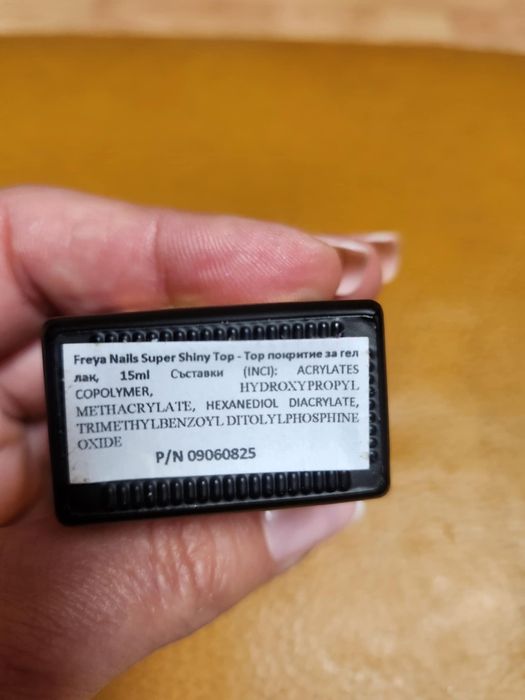 Freya Nails Super Shiny Top - Top покритие за гел
лак, 15ml Съставки (INCI): ACRYLATES
COPOLYMER, HYDROXYPROPYL
METHACRYLATE, HEXANEDIOL DIACRYLATE,
TRIMETHYLBENZOYL DITOLYLPHOSPHINE
OXIDE
P/N 09060825